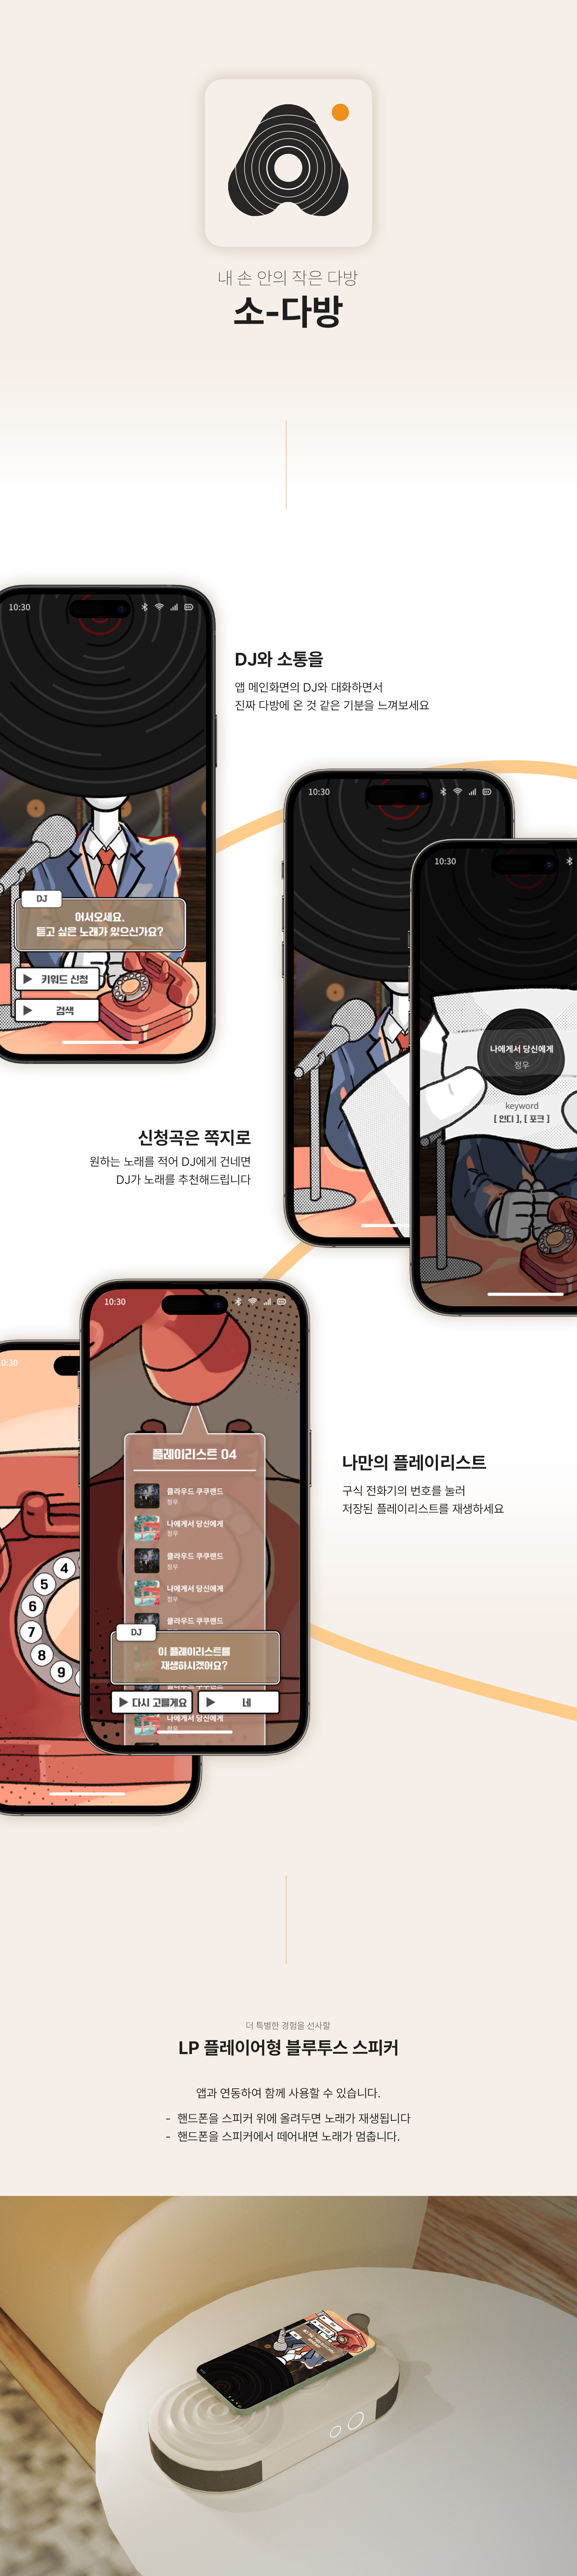 내 손 안의 작은 다방
소-다방
10:30
DJ와 소통을
앱 메인화면의 DJ와 대화하면서
진짜 다방에 온 것 같은 기분을 느껴보세요
DJ
어서오세요.
듣고 싶은 노래가 있으신가요?
키워드 신청
검색
10:30
10:30
나에게서 당신에게
정우
keyword
[ 인디 ], [ 포크 ]
신청곡은 쪽지로
원하는 노래를 적어 DJ에게 건네면
DJ가 노래를 추천해드립니다
10:30
0:30
4
5
6
7
8
9
플레이리스트 04
클라우드 쿠쿠랜드
정우
나에게서 당신에게
정우
클라우드 쿠쿠랜드
정우
나에게서 당신에게
정우
클라우드 쿠쿠랜드
DJ
이 플레이리스트를
재생하시겠어요?
다시 고를게요
네
나에게서 당신에게
정우
나만의 플레이리스트
구식 전화기의 번호를 눌러
저장된 플레이리스트를 재생하세요
더 특별한 경험을 선사할
LP 플레이어형 블루투스 스피커
앱과 연동하여 함께 사용할 수 있습니다.
- 핸드폰을 스피커 위에 올려두면 노래가 재생됩니다
- 핸드폰을 스피커에서 떼어내면 노래가 멈춥니다.